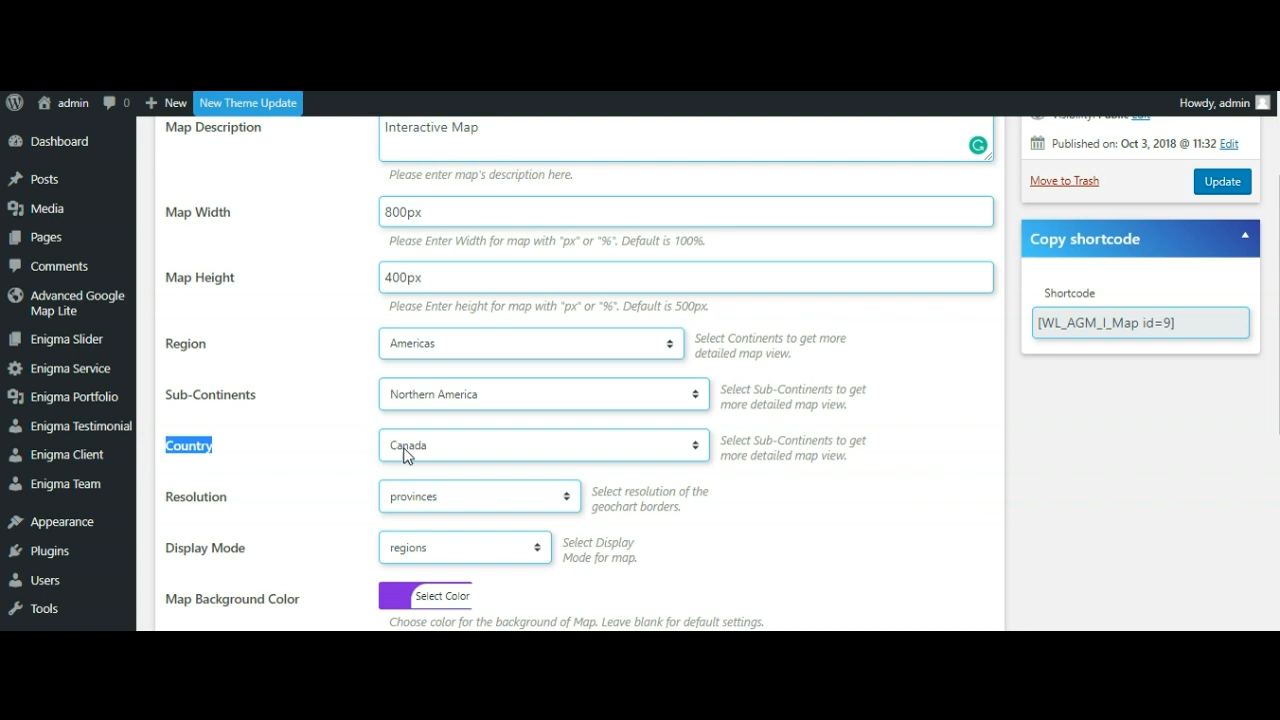 admin
0
New
New Theme Update
Howdy, admin
Dashboard
Posts
Media
Pages
Comments
Advanced Google
Map Lite
Enigma Slider
Enigma Service
Enigma Portfolio
Enigma Testimonial
Enigma Client
Enigma Team
Appearance
Plugins
Users
Tools
Map Description
Interactive Map
Please enter map's description here.
Map Width
800px
Please Enter Width for map with "px" or "%". Default is 100%.
Map Height
400px
Please Enter height for map with "px" or "%". Default is 500px.
Region
Americas
Select Continents to get more
detailed map view.
Sub-Continents
Northern America
Select Sub-Continents to get
more detailed map view.
Country
Canada
Select Sub-Continents to get
more detailed map view.
Resolution
provinces
Select resolution of the
geochart borders.
Display Mode
regions
Select Display
Mode for map.
Map Background Color
Select Color
Choose color for the background of Map. Leave blank for default settings.
Visibility: Public Edit
Published on: Oct 3, 2018 @ 11:32 Edit
Move to Trash
Update
Copy shortcode
Shortcode
[WL_AGM_I_Map id=9]